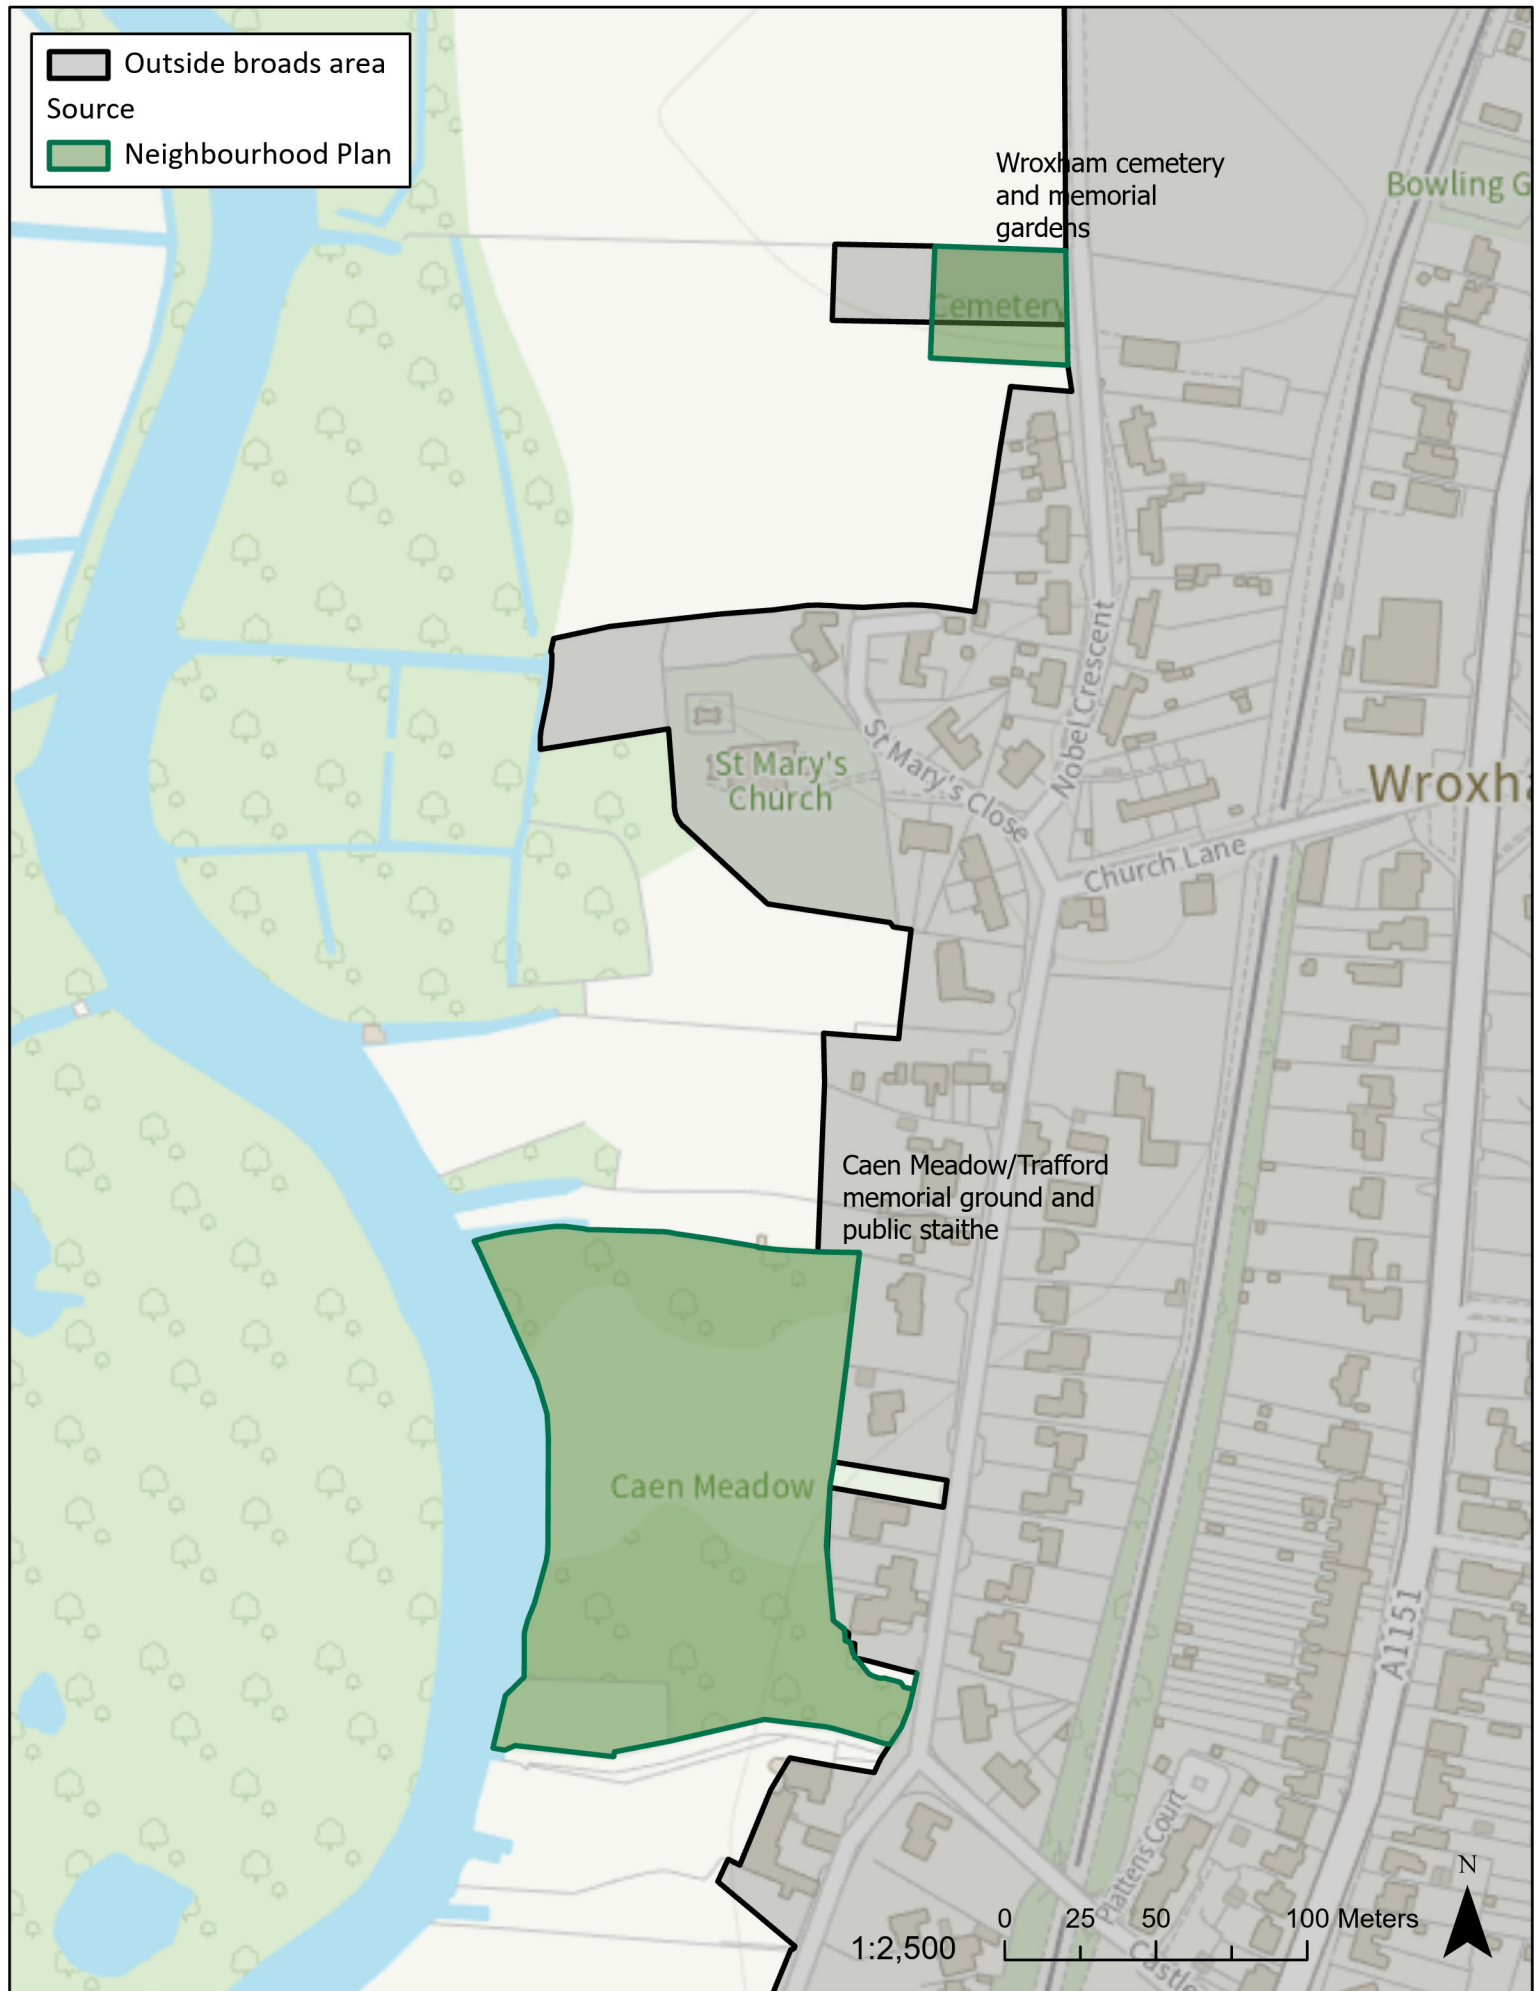 Outside broads area
Source
Neighbourhood Plan
Wroxham cemetery
and memorial
gardens
Bowling G
Cemetery
Nobel Crescent
St Mary's
Church
St Mary's Close
Wroxha
Church Lane
Caen Meadow/Trafford
memorial ground and
public staithe
Caen Meadow
A1151
Plattens Court
N
0 25 50 100 Meters
1:2,500
Castle